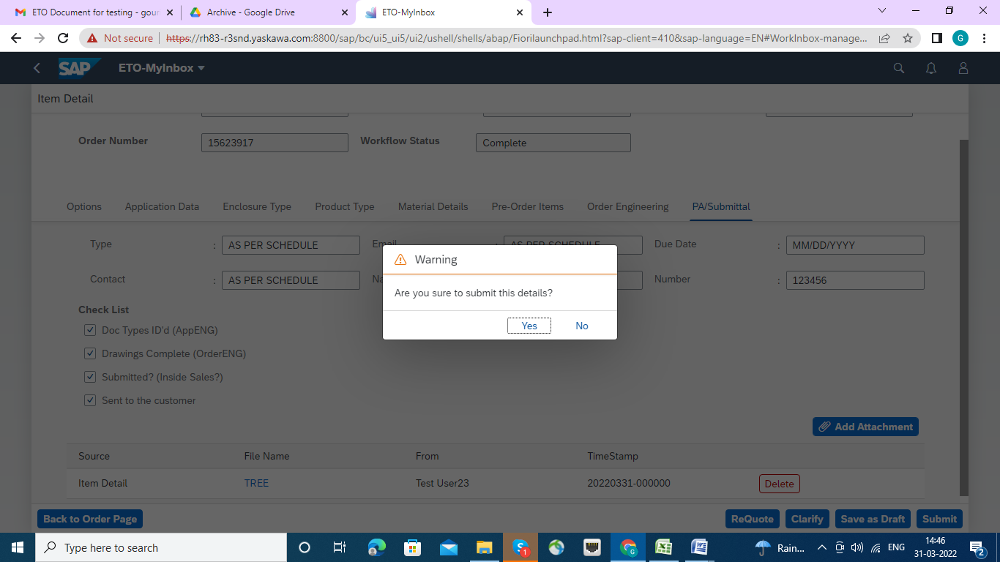 ETO Document for testing - gour
Archive - Google Drive
ETO-MyInbox
Not secure
https://rh83-r3snd.yaskawa.com:8800/sap/bc/ui5_ui5/ui2/ushell/shells/abap/Fiorilaunchpad.html?sap-client=410&sap-language=EN#WorkInbox-manage...
G
SAP
ETO-MyInbox
Item Detail
Order Number
15623917
Workflow Status
Complete
Options
Application Data
Enclosure Type
Product Type
Material Details
Pre-Order Items
Order Engineering
PA/Submittal
Type : AS PER SCHEDULE
Email : AS PER SCHEDULE
Due Date : MM/DD/YYYY
Contact : AS PER SCHEDULE
Na
Number : 123456
Warning
Are you sure to submit this details?
Yes
No
Check List
Doc Types ID'd (AppENG)
Drawings Complete (OrderENG)
Submitted? (Inside Sales?)
Sent to the customer
Add Attachment
Source File Name From TimeStamp
Item Detail TREE Test User23 20220331-000000 Delete
Back to Order Page
ReQuote
Clarify
Save as Draft
Submit
Type here to search
1
G
Rain...
ENG
14:46
31-03-2022
2